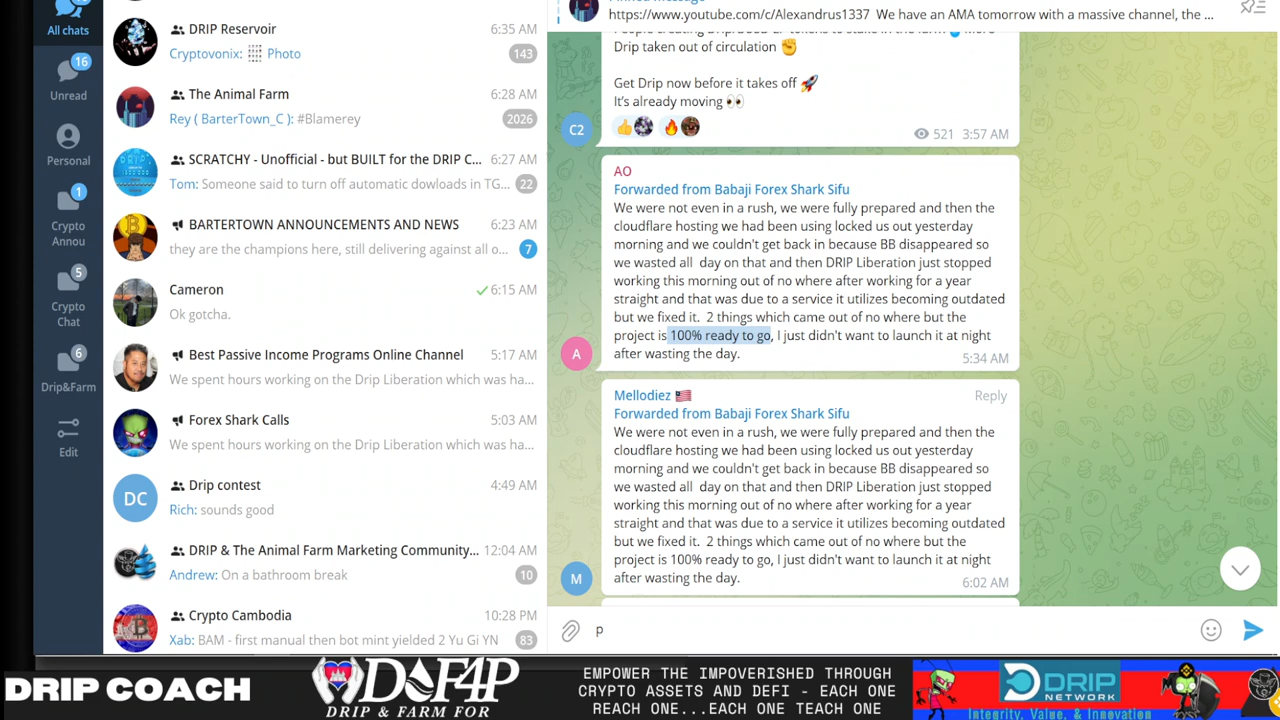 All chats
16
Unread
Personal
1
Crypto
Annou
5
Crypto
Chat
6
Drip&Farm
Edit
DRIP Reservoir 6:35 AM
Cryptovonix: Photo 143
The Animal Farm 6:28 AM
Rey ( BarterTown_C ): #Blamerey 2026
SCRATCHY - Unofficial - but BUILT for the DRIP C... 6:27 AM
Tom: Someone said to turn off automatic dowloads in TG... 22
BARTERTOWN ANNOUNCEMENTS AND NEWS 6:23 AM
they are the champions here, still delivering against all o... 7
Cameron 6:15 AM
Ok gotcha.
Best Passive Income Programs Online Channel 5:17 AM
We spent hours working on the Drip Liberation which was ha...
Forex Shark Calls 5:03 AM
We spent hours working on the Drip Liberation which was ha...
DC
Drip contest 4:49 AM
Rich: sounds good
DRIP & The Animal Farm Marketing Community... 12:04 AM
Andrew: On a bathroom break 10
Crypto Cambodia 10:28 PM
Xab: BAM - first manual then bot mint yielded 2 Yu Gi YN 83
https://www.youtube.com/c/Alexandrus1337 We have an AMA tomorrow with a massive channel, the ...
Drip taken out of circulation ✊
Get Drip now before it takes off 🚀
It's already moving 👀
C2
👍 🔥
521 3:57 AM
AO
Forwarded from Babaji Forex Shark Sifu
We were not even in a rush, we were fully prepared and then the
cloudflare hosting we had been using locked us out yesterday
morning and we couldn't get back in because BB disappeared so
we wasted all day on that and then DRIP Liberation just stopped
working this morning out of no where after working for a year
straight and that was due to a service it utilizes becoming outdated
but we fixed it. 2 things which came out of no where but the
project is 100% ready to go, I just didn't want to launch it at night
after wasting the day.
5:34 AM
A
Mellodiez 🇺🇸 Reply
Forwarded from Babaji Forex Shark Sifu
We were not even in a rush, we were fully prepared and then the
cloudflare hosting we had been using locked us out yesterday
morning and we couldn't get back in because BB disappeared so
we wasted all day on that and then DRIP Liberation just stopped
working this morning out of no where after working for a year
straight and that was due to a service it utilizes becoming outdated
but we fixed it. 2 things which came out of no where but the
project is 100% ready to go, I just didn't want to launch it at night
after wasting the day.
6:02 AM
M
p
DRIP COACH
D&F4P
DRIP & FARM FOR
EMPOWER THE IMPOVERISHED THROUGH
CRYPTO ASSETS AND DEFI - EACH ONE
REACH ONE...EACH ONE TEACH ONE
DRIP
NETWORK
Integrity, Value, & Innovation